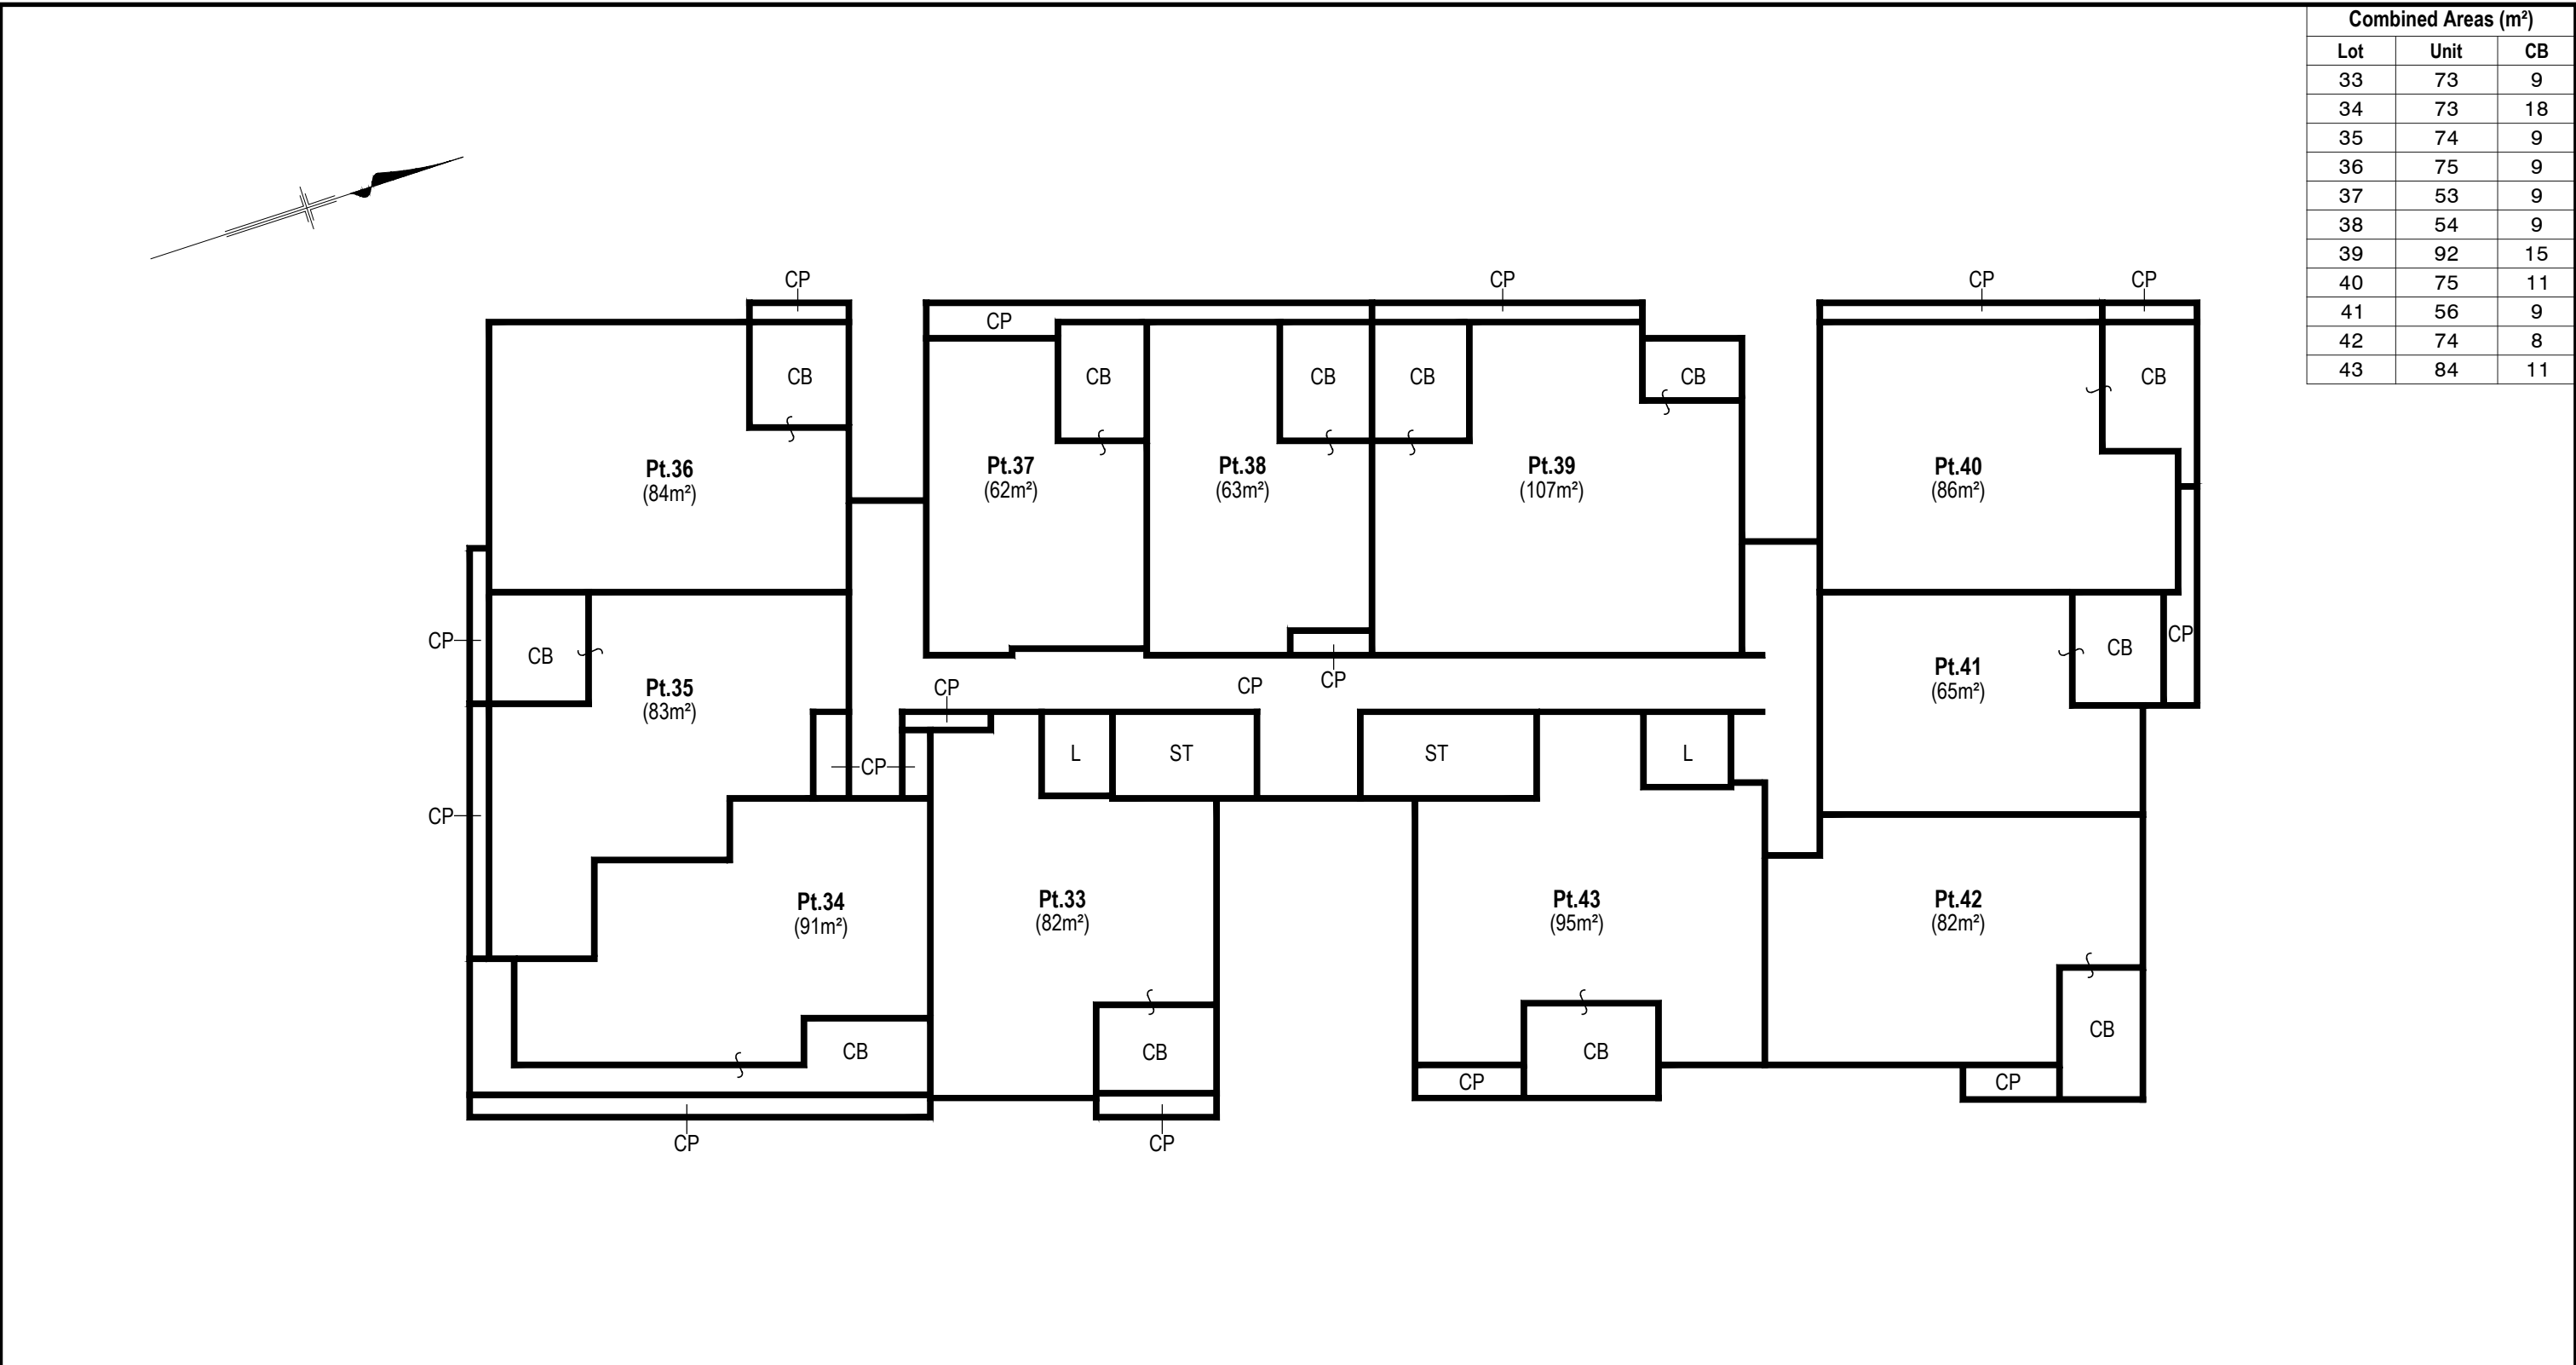 Combined Areas (m²)
Lot Unit CB
33 73 9
34 73 18
35 74 9
36 75 9
37 53 9
38 54 9
39 92 15
40 75 11
41 56 9
42 74 8
43 84 11
CP
CP
CP
CP
CP
CB
CB
CB
CB
CB
CB
Pt.36
(84m²)
Pt.37
(62m²)
Pt.38
(63m²)
Pt.39
(107m²)
Pt.40
(86m²)
CP
CB
Pt.35
(83m²)
CP
CP
CP
Pt.41
(65m²)
CB
CP
CP
CP
L
ST
ST
L
Pt.34
(91m²)
Pt.33
(82m²)
Pt.43
(95m²)
Pt.42
(82m²)
CB
CB
CB
CB
CP
CP
CP
CP